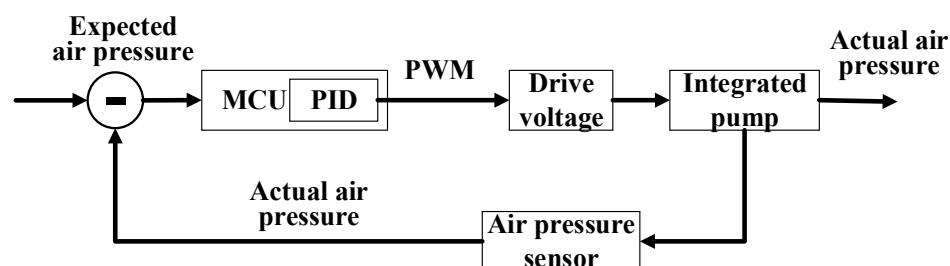 Expected
air pressure
-
MCU
PID
PWM
Drive
voltage
Integrated
pump
Actual air
pressure
Actual air
pressure
Air pressure
sensor